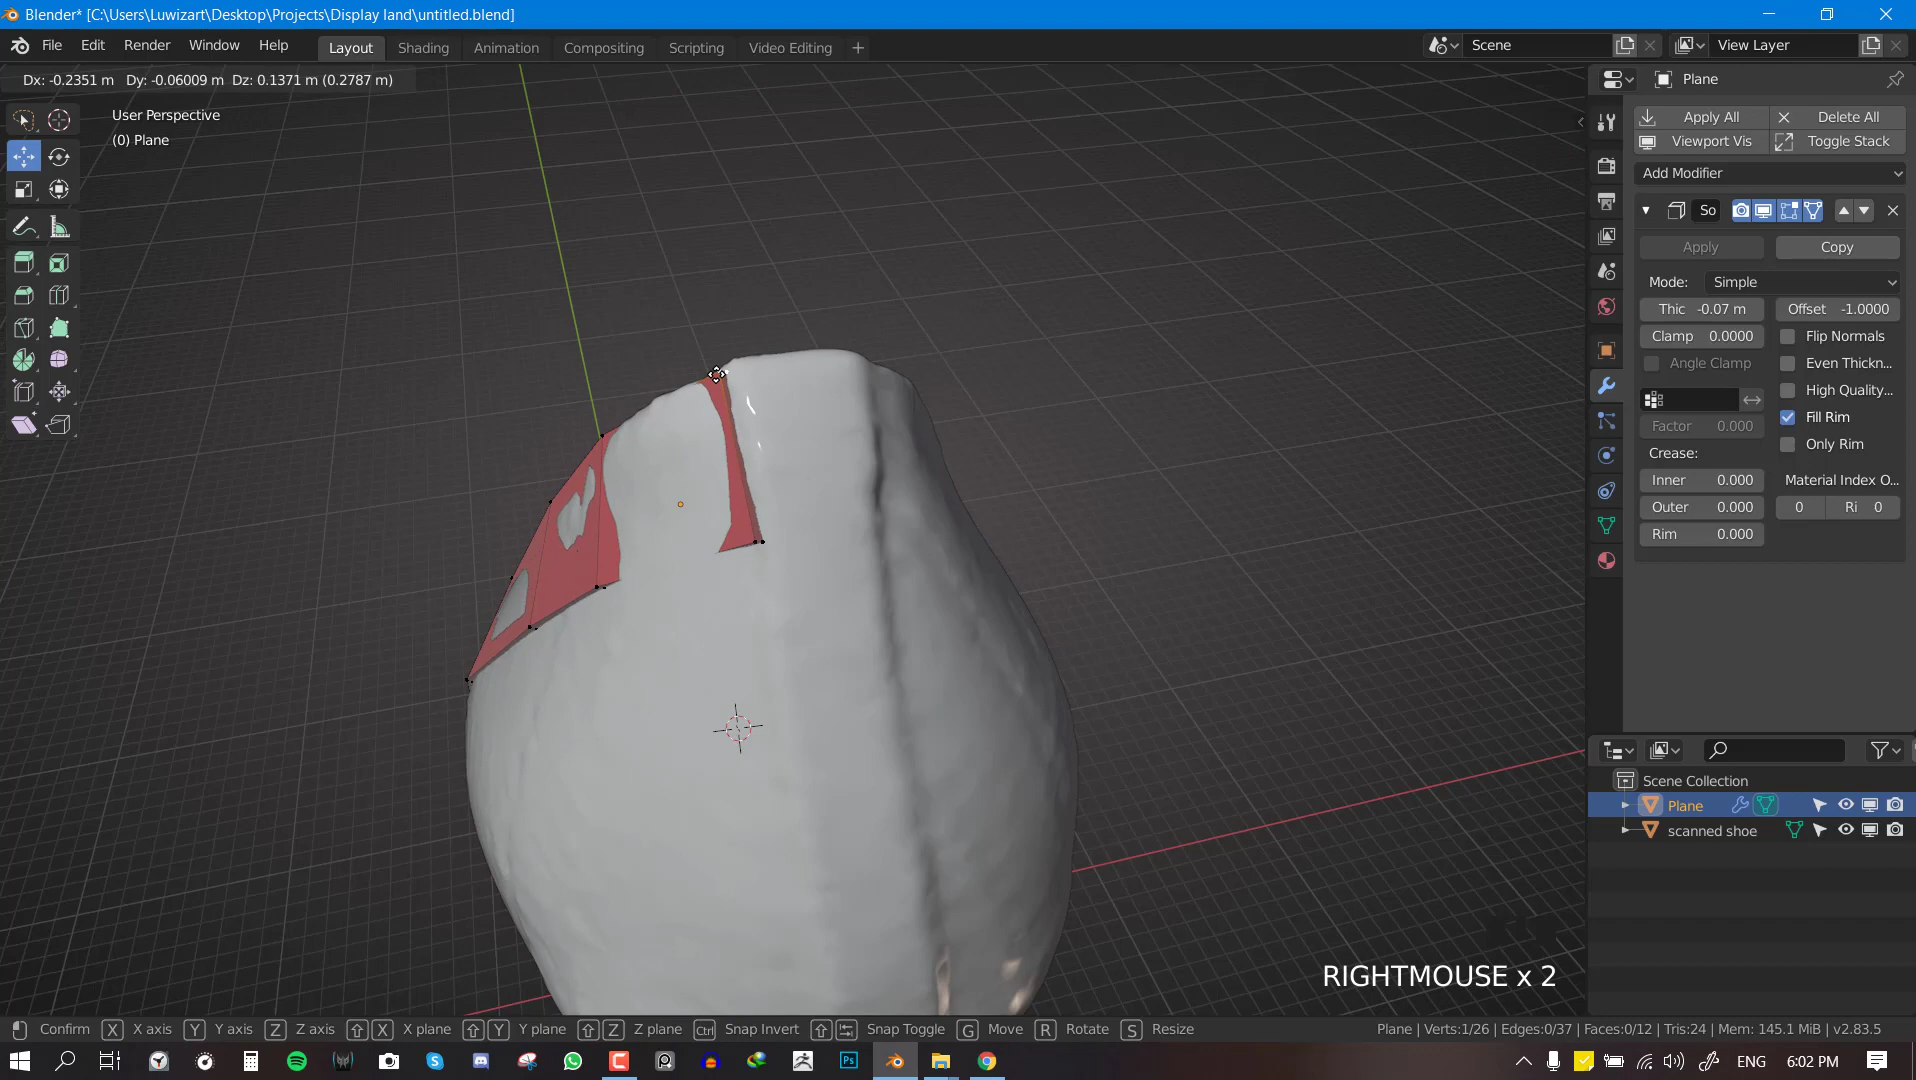 Blender* [C:\Users\Luwizart\Desktop\Projects\Display land\untitled.blend]
File Edit Render Window Help Layout Shading Animation Compositing Scripting Video Editing + Scene View Layer
Dx: -0.2351 m Dy: -0.06009 m Dz: 0.1371 m (0.2787 m)
Plane
User Perspective
(0) Plane
Apply All Delete All
Viewport Vis Toggle Stack
Add Modifier
So
Apply Copy
Mode: Simple
Thic -0.07 m Offset -1.0000
Clamp 0.0000 Flip Normals
Angle Clamp Even Thickn...
High Quality...
Fill Rim
Factor 0.000
Only Rim
Crease:
Inner 0.000 Material Index O...
Outer 0.000 0 Ri 0
Rim 0.000
Scene Collection
Plane
scanned shoe
RIGHTMOUSE x 2
Confirm X X axis Y Y axis Z Z axis X X plane Y Y plane Z Z plane Ctrl Snap Invert Snap Toggle G Move R Rotate S Resize Plane | Verts:1/26 | Edges:0/37 | Faces:0/12 | Tris:24 | Mem: 145.1 MiB | v2.83.5
Ps ENG 6:02 PM